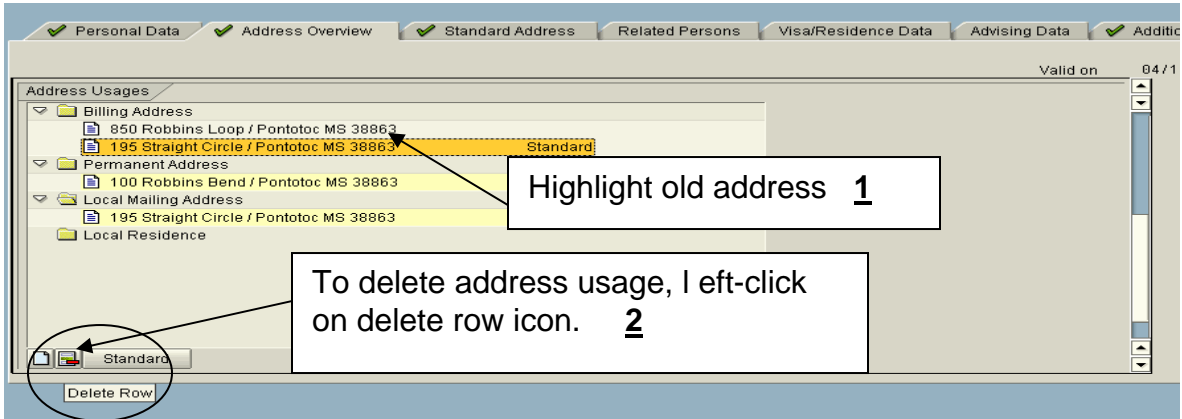 Personal Data Address Overview Standard Address Related Persons Visa/Residence Data Advising Data Additio
Valid on 04/1
Address Usages
Billing Address
850 Robbins Loop / Pontotoc MS 38863
195 Straight Circle / Pontotoc MS 38863 Standard
Permanent Address
100 Robbins Bend / Pontotoc MS 38863
Local Mailing Address
195 Straight Circle / Pontotoc MS 38863
Local Residence
Highlight old address 1
To delete address usage, l eft-click
on delete row icon. 2
Standard
Delete Row